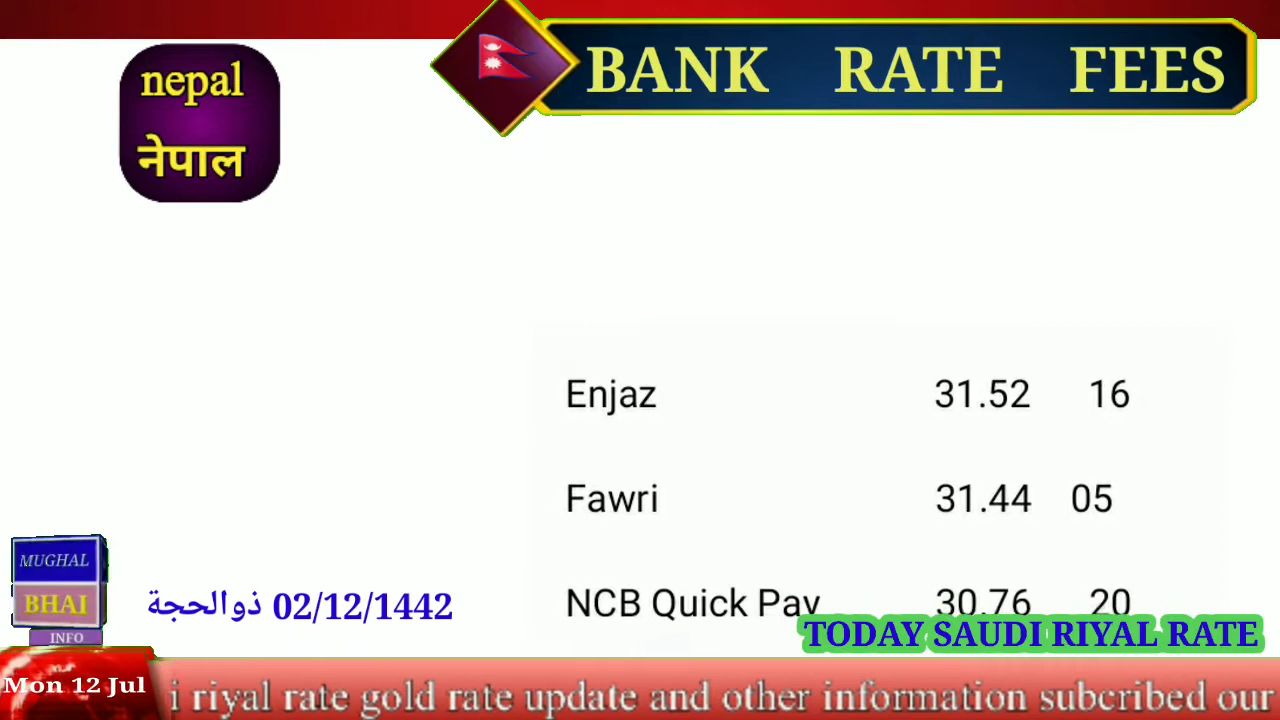 BANK RATE FEES
nepal
नेपाल
Enjaz 31.52 16
Fawri 31.44 05
NCB Quick Pay 30.76 20
MUGHAL
BHAI
INFO
02/12/1442 ذوالحجة
TODAY SAUDI RIYAL RATE
Mon 12 Jul
i riyal rate gold rate update and other information subcribed our